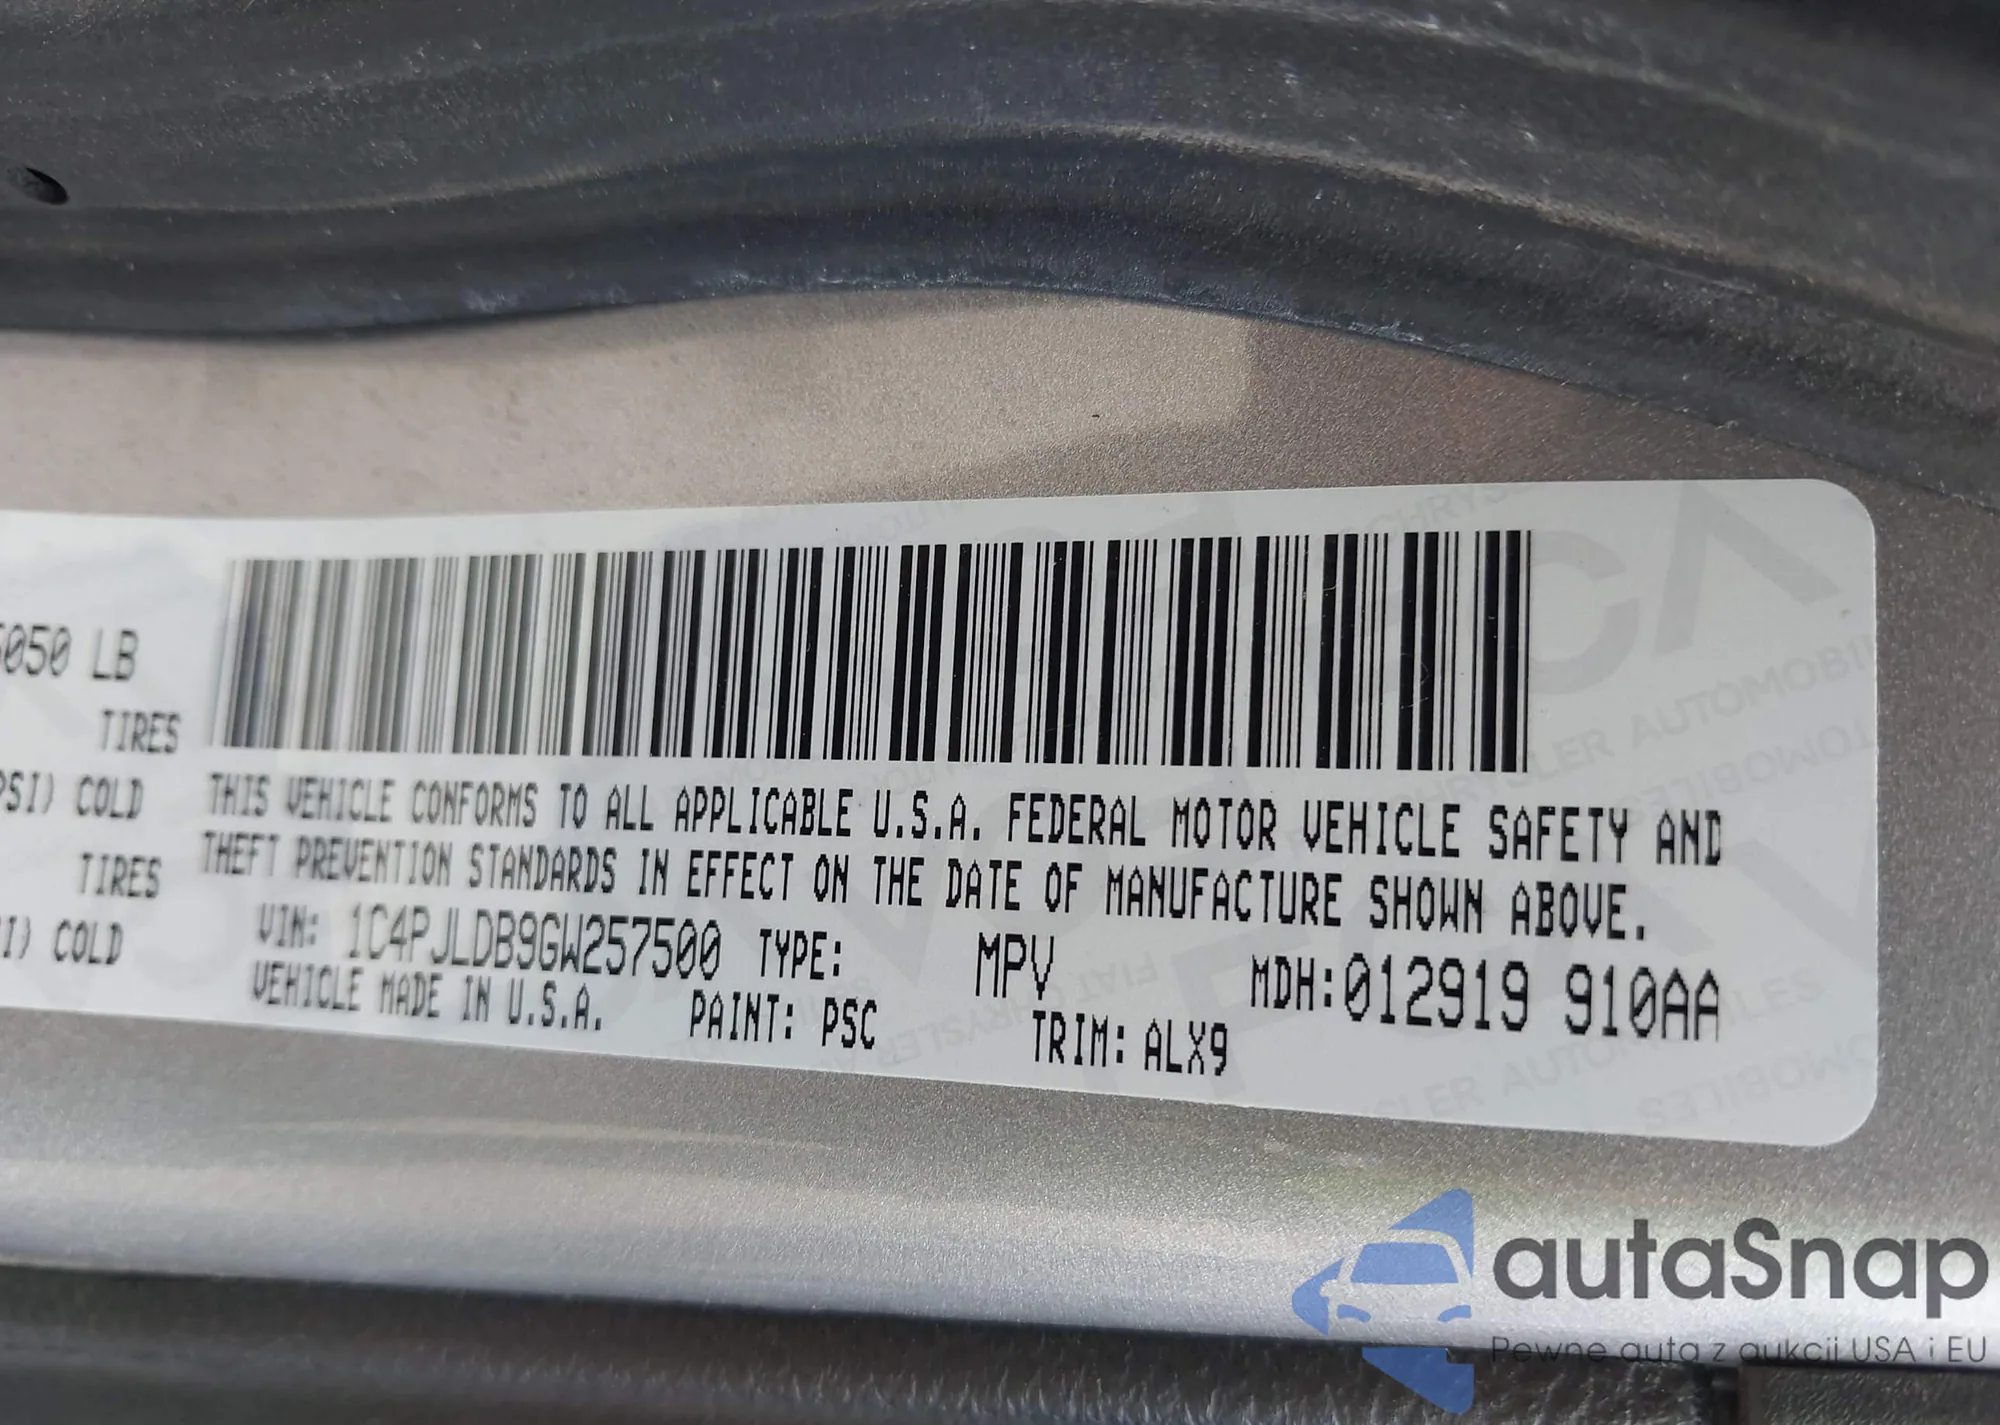 5050 LB
TIRES
PSI) COLD
TIRES
I) COLD
THIS VEHICLE CONFORMS TO ALL APPLICABLE U.S.A. FEDERAL MOTOR VEHICLE SAFETY AND
THEFT PREVENTION STANDARDS IN EFFECT ON THE DATE OF MANUFACTURE SHOWN ABOVE.
VIN: 1C4PJLDB9GW257500 TYPE: MPV MDH:012919 910AA
VEHICLE MADE IN U.S.A. PAINT: PSC TRIM: ALX9
autaSnap
Pewne auta z aukcji USA i EU